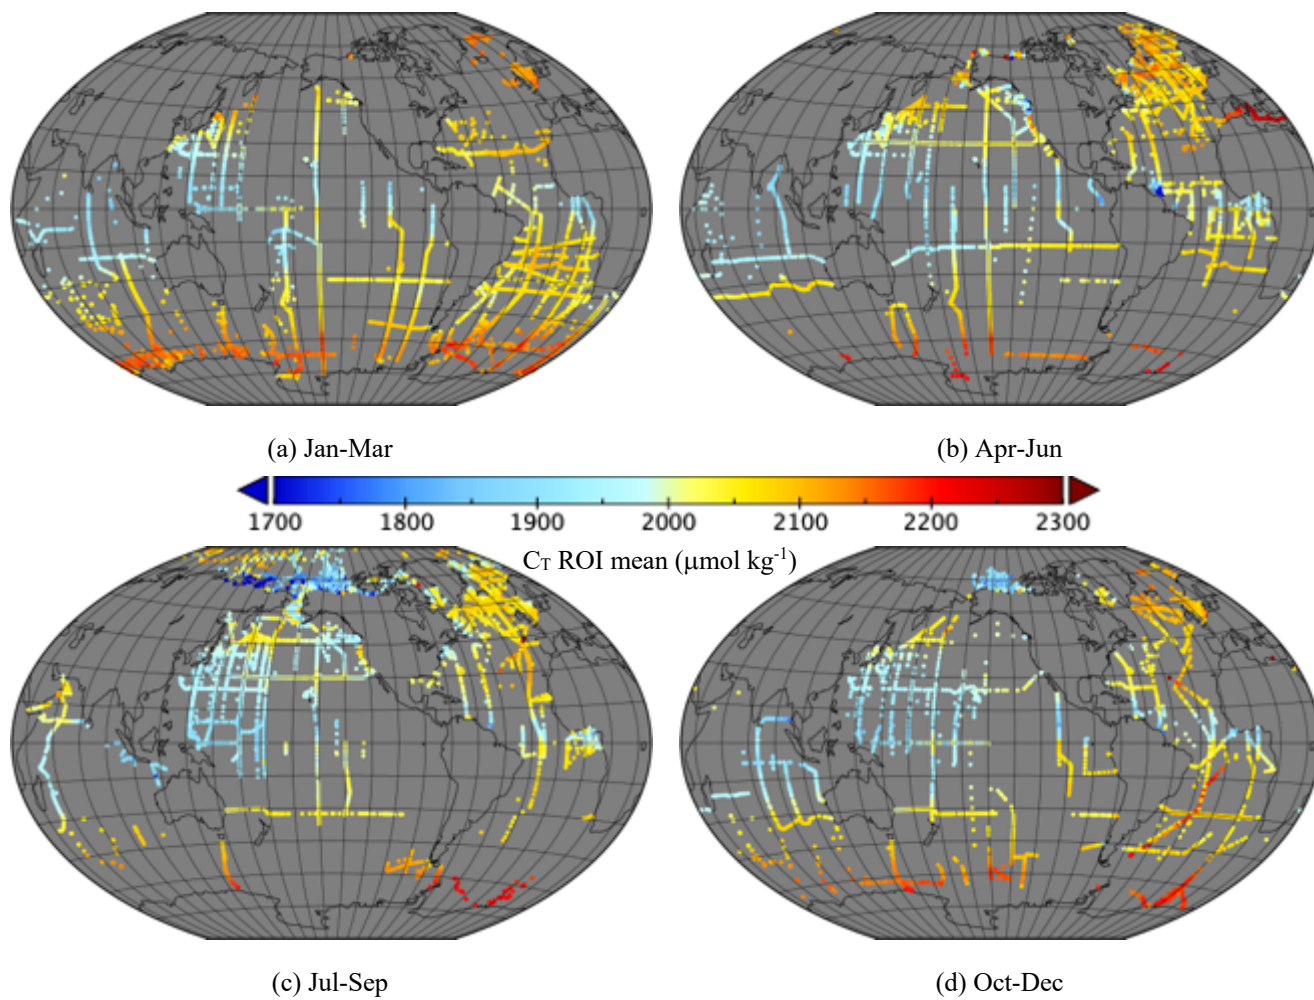 (a) Jan-Mar
(b) Apr-Jun
1700 1800 1900 2000 2100 2200 2300
C_T ROI mean (μmol kg⁻¹)
(c) Jul-Sep
(d) Oct-Dec